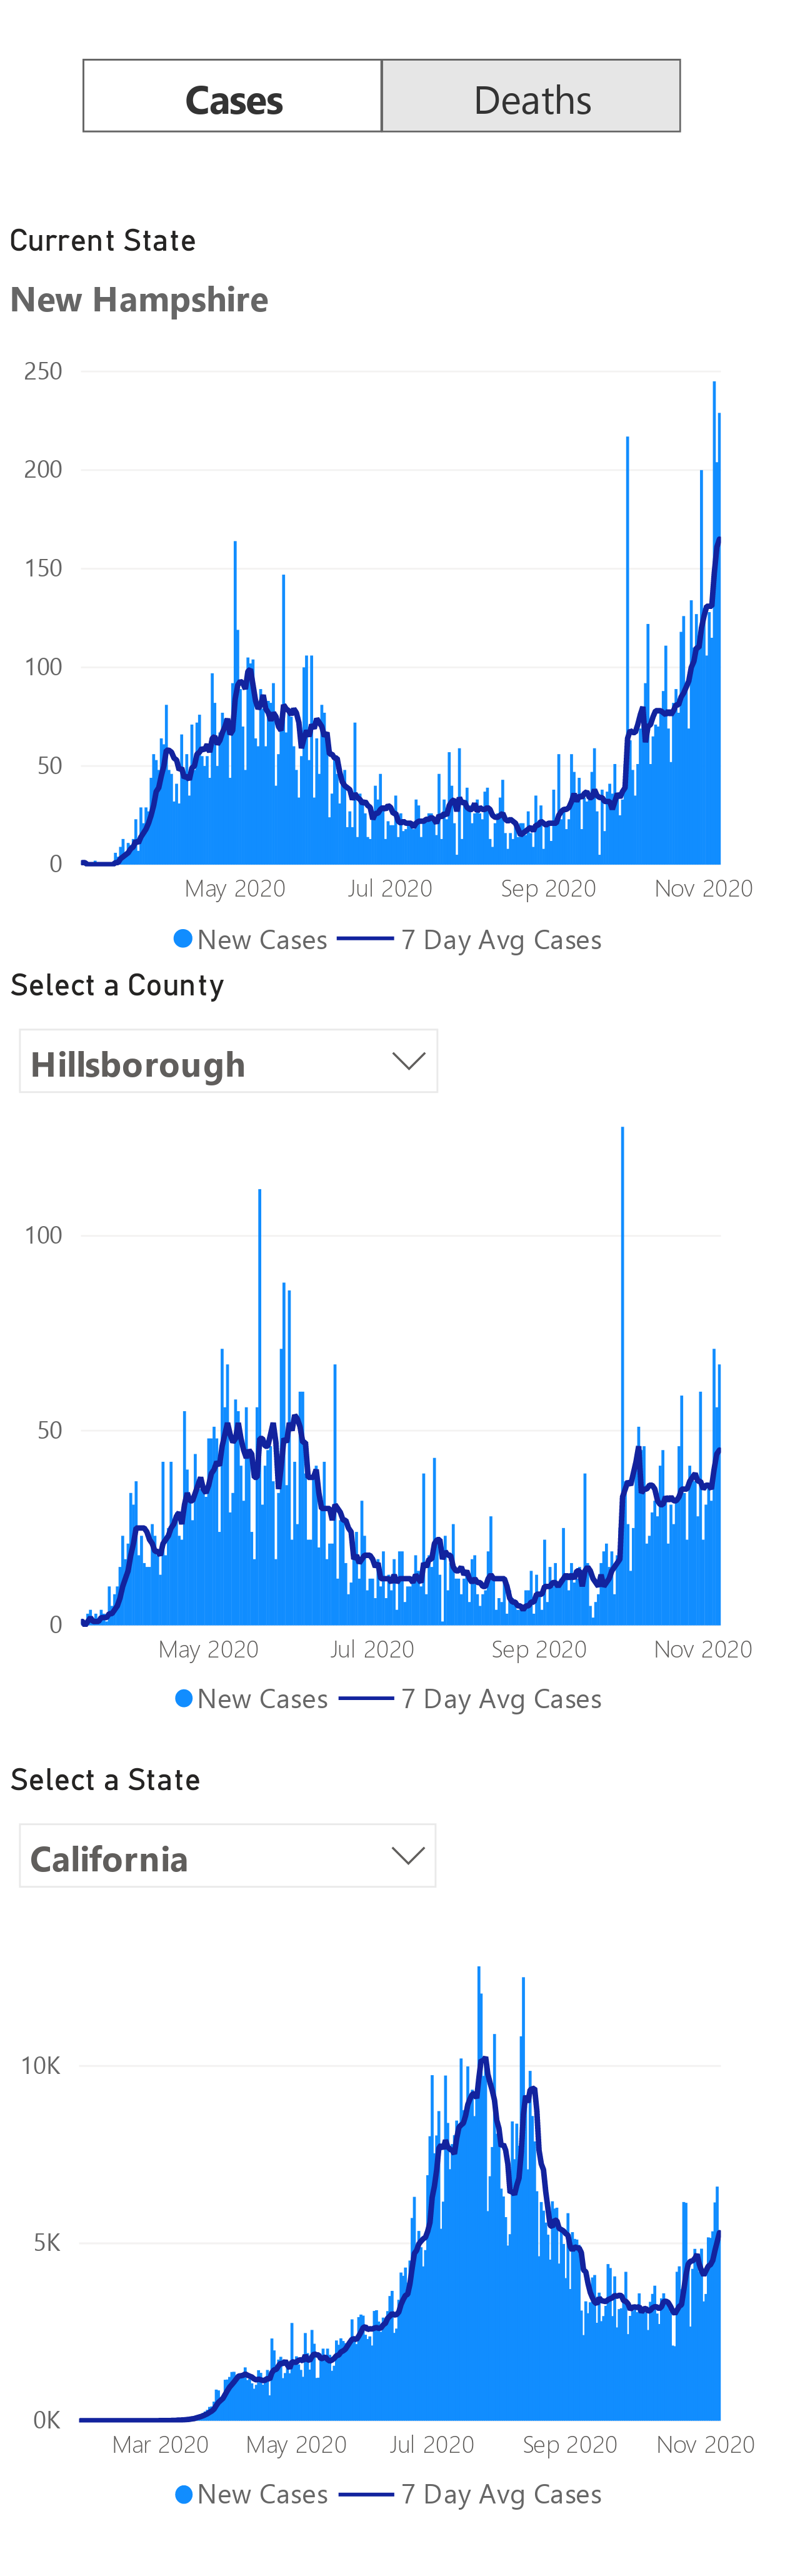 Cases Deaths
Current State
New Hampshire
250
200
150
100
50
0
May 2020 Jul 2020 Sep 2020 Nov 2020
New Cases 7 Day Avg Cases
Select a County
Hillsborough
100
50
0
May 2020 Jul 2020 Sep 2020 Nov 2020
New Cases 7 Day Avg Cases
Select a State
California
10K
5K
0K
Mar 2020 May 2020 Jul 2020 Sep 2020 Nov 2020
New Cases 7 Day Avg Cases